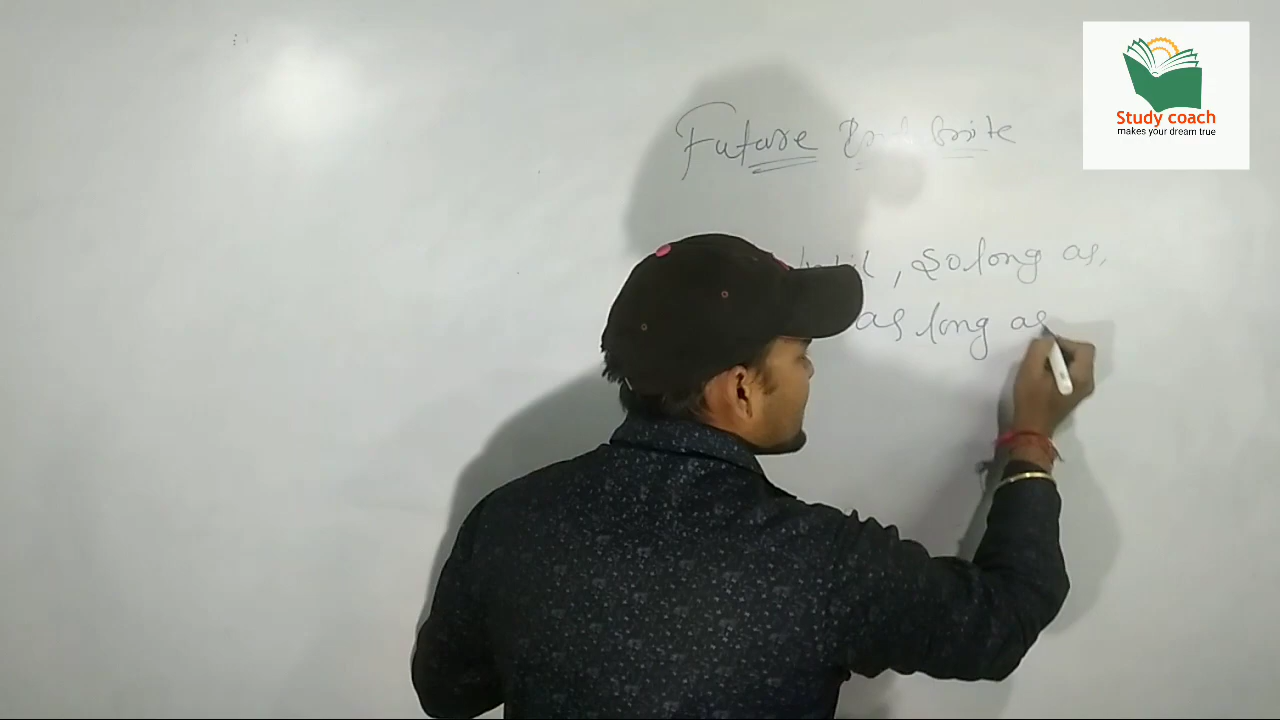 Future
until, So long as,
as long as
Study coach
makes your dream true